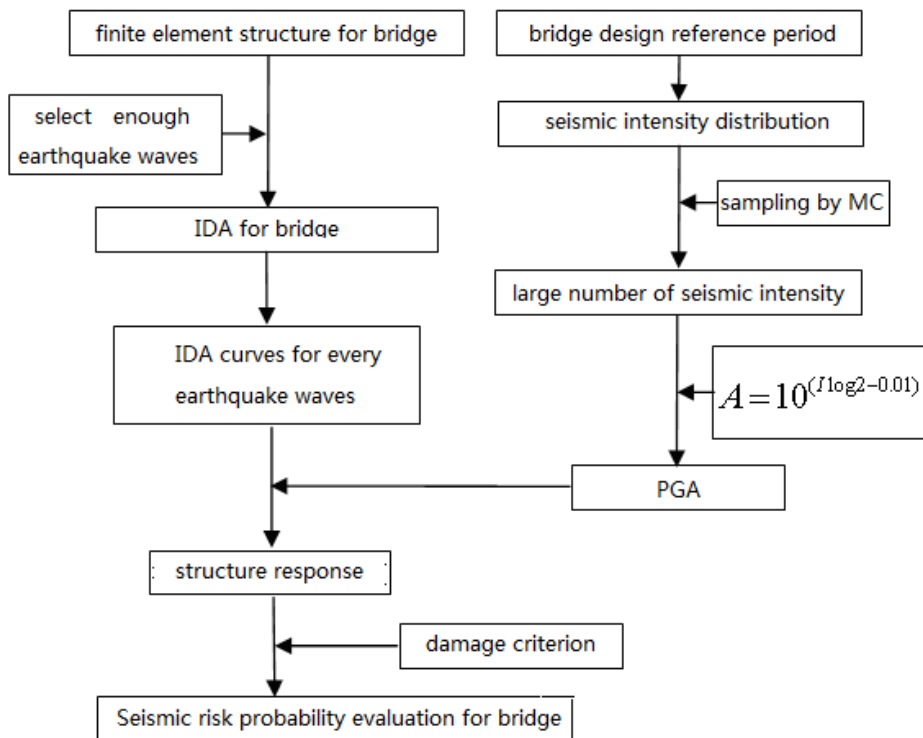 finite element structure for bridge
bridge design reference period
select enough
earthquake waves
seismic intensity distribution
sampling by MC
IDA for bridge
large number of seismic intensity
IDA curves for every
earthquake waves
A=10^(Ilog2−0.01)
PGA
structure response
damage criterion
Seismic risk probability evaluation for bridge